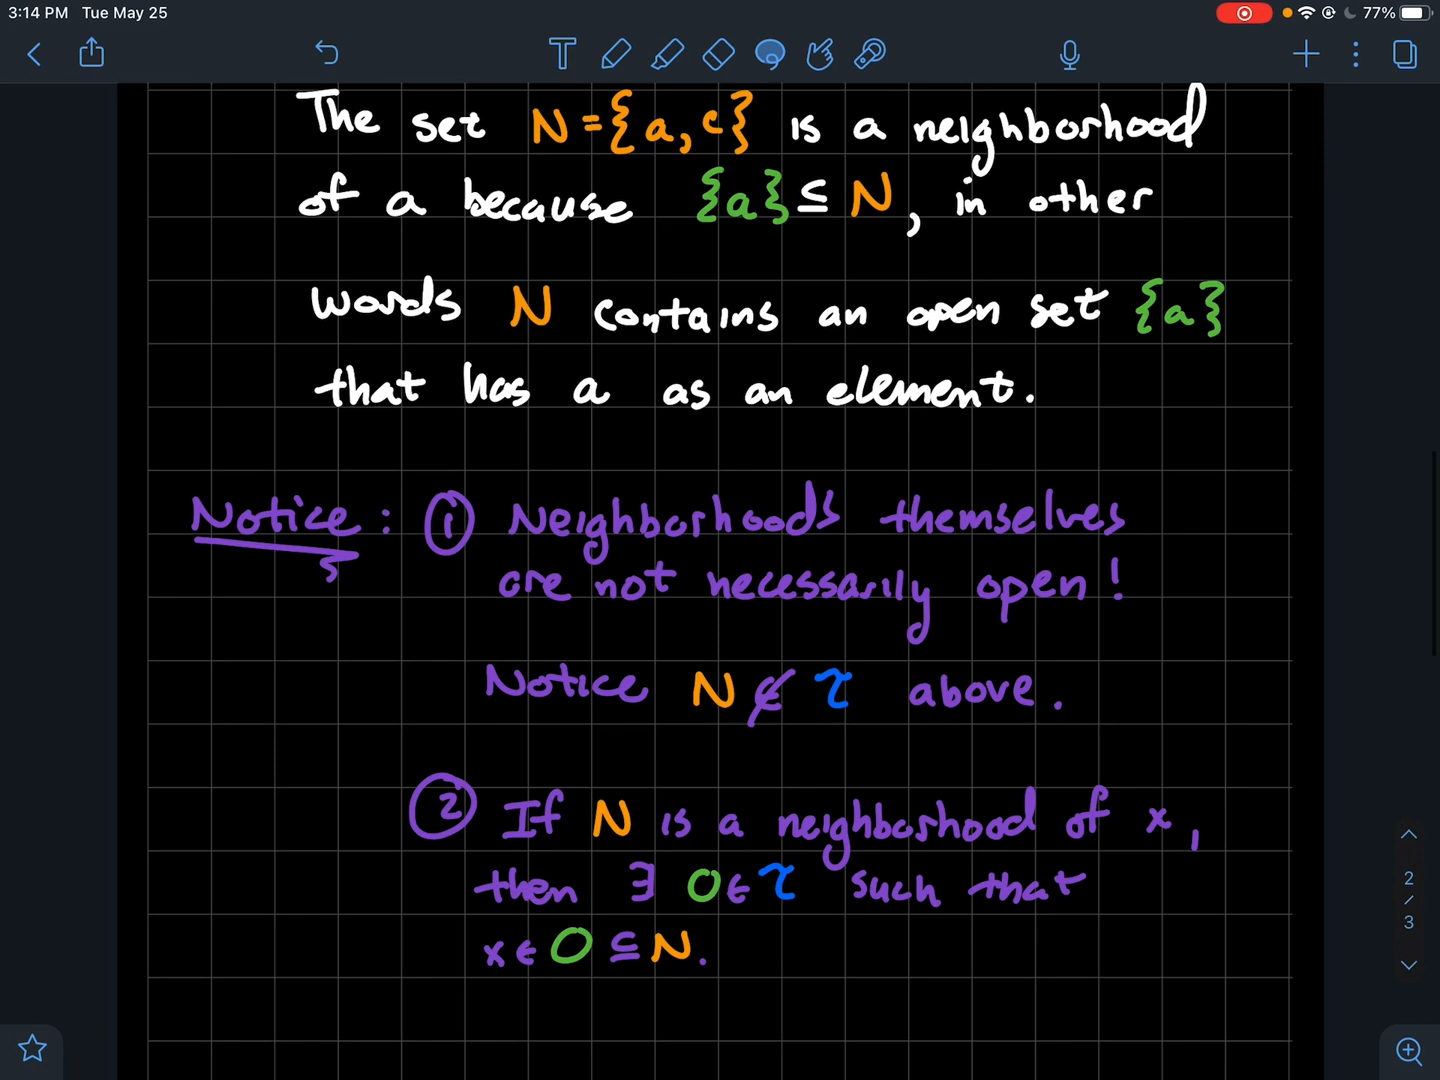 3:14 PM Tue May 25
77%
The set N = {a, c} is a neighborhood
of a because {a} ⊆ N, in other
words N contains an open set {a}
that has a as an element.
Notice: ① Neighborhoods themselves
are not necessarily open!
Notice N ∉ τ above.
② If N is a neighborhood of x,
then ∃ O ∈ τ such that
x ∈ O ⊆ N.
2
/
3